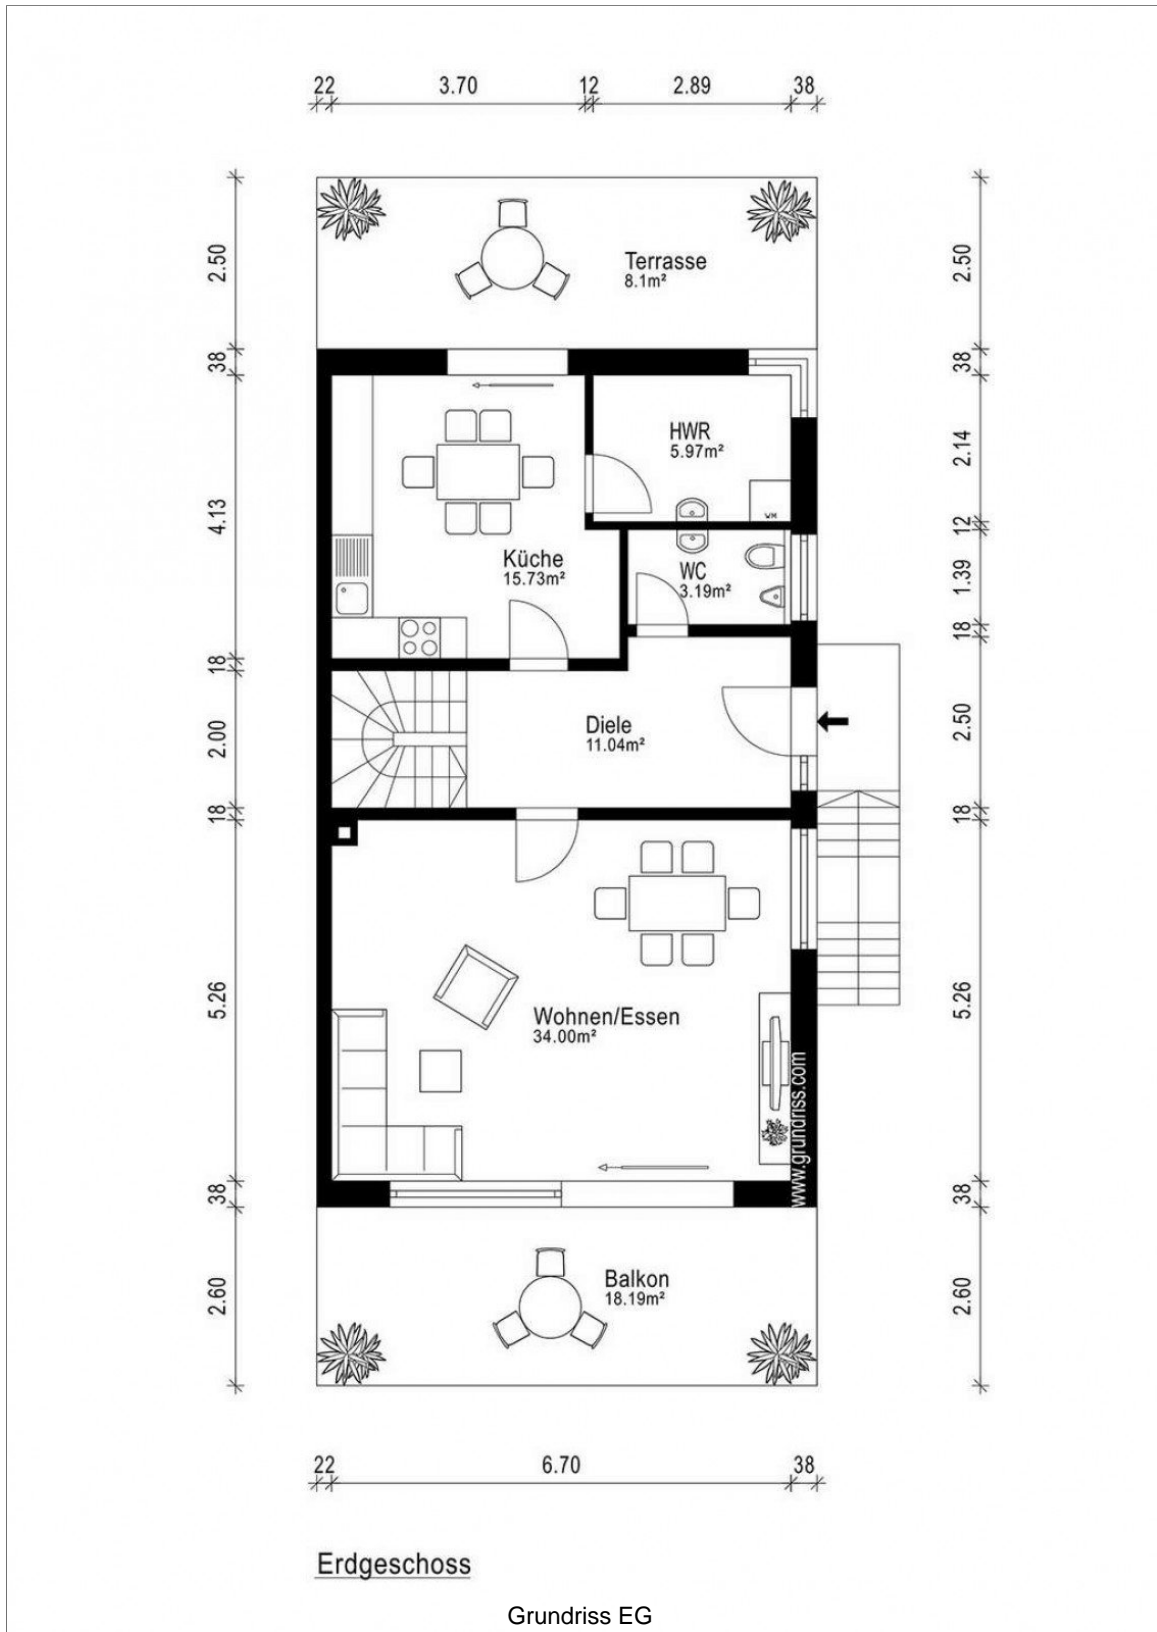 22 3.70 12 2.89 38
2.50
38
4.13
18
2.00
18
5.26
38
2.60
2.50
38
2.14
12
1.39
18
2.50
18
5.26
38
2.60
Terrasse
8.1m²
HWR
5.97m²
WM
Küche
15.73m²
WC
3.19m²
Diele
11.04m²
Wohnen/Essen
34.00m²
www.grundriss.com
Balkon
18.19m²
22 6.70 38
Erdgeschoss
Grundriss EG